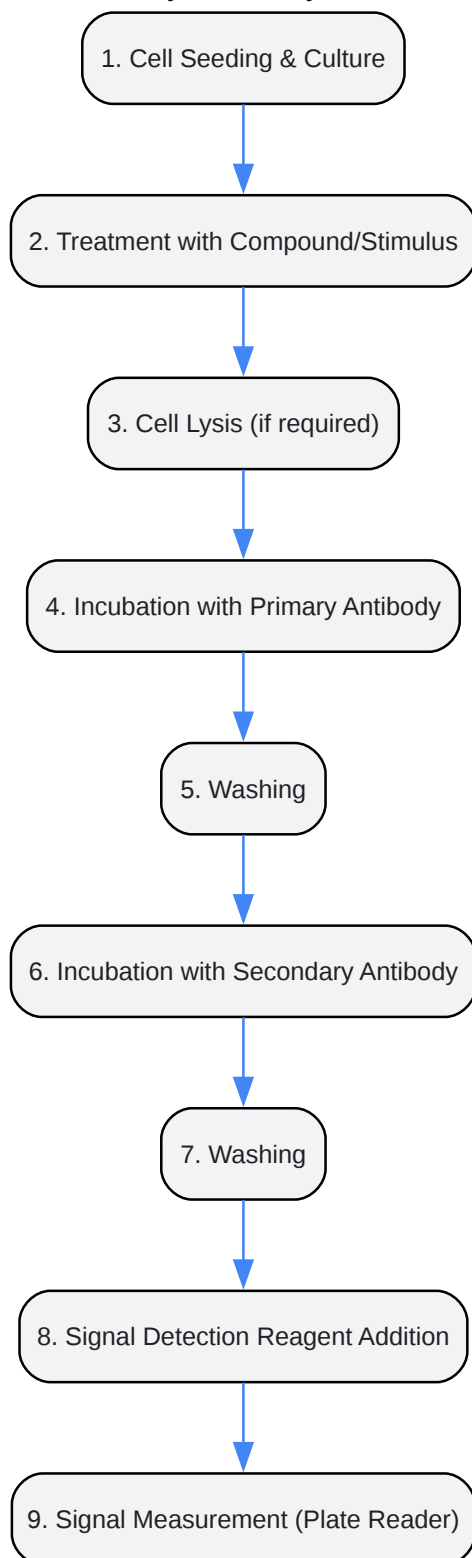 1. Cell Seeding & Culture
2. Treatment with Compound/Stimulus
3. Cell Lysis (if required)
4. Incubation with Primary Antibody
5. Washing
6. Incubation with Secondary Antibody
7. Washing
8. Signal Detection Reagent Addition
9. Signal Measurement (Plate Reader)